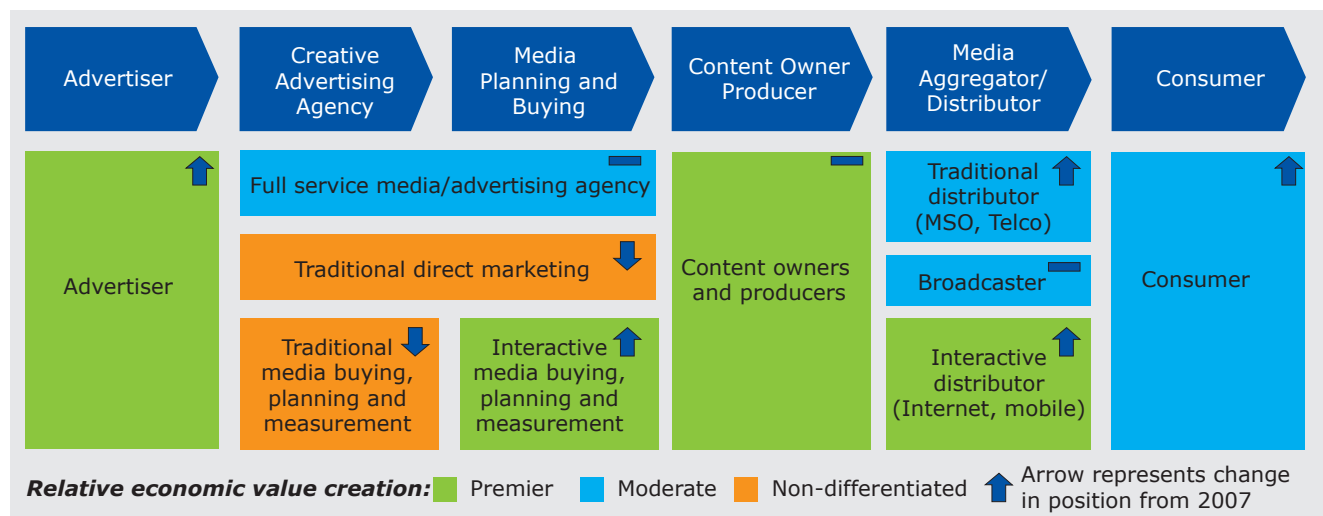 Advertiser
Creative
Advertising
Agency
Media
Planning and
Buying
Content Owner
Producer
Media
Aggregator/
Distributor
Consumer
Advertiser
Full service media/advertising agency
Traditional direct marketing
Traditional
media buying,
planning and
measurement
Interactive
media buying,
planning and
measurement
Content owners
and producers
Traditional
distributor
(MSO, Telco)
Broadcaster
Interactive
distributor
(Internet, mobile)
Consumer
Relative economic value creation:
Premier
Moderate
Non-differentiated
Arrow represents change
in position from 2007